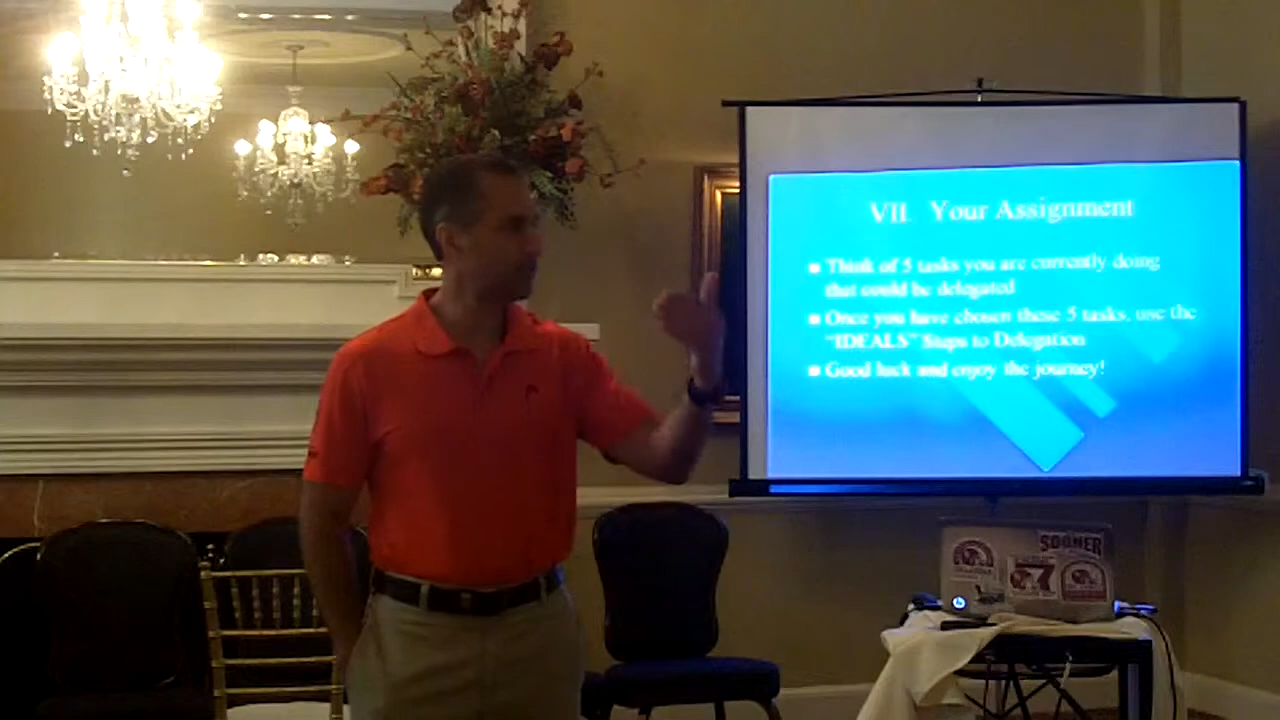 VII. Your Assignment
Think of 5 tasks you are currently doing
that could be delegated
Once you have chosen these 5 tasks, use the
"IDEALS" Steps to Delegation
Good luck and enjoy the journey!
SOONER